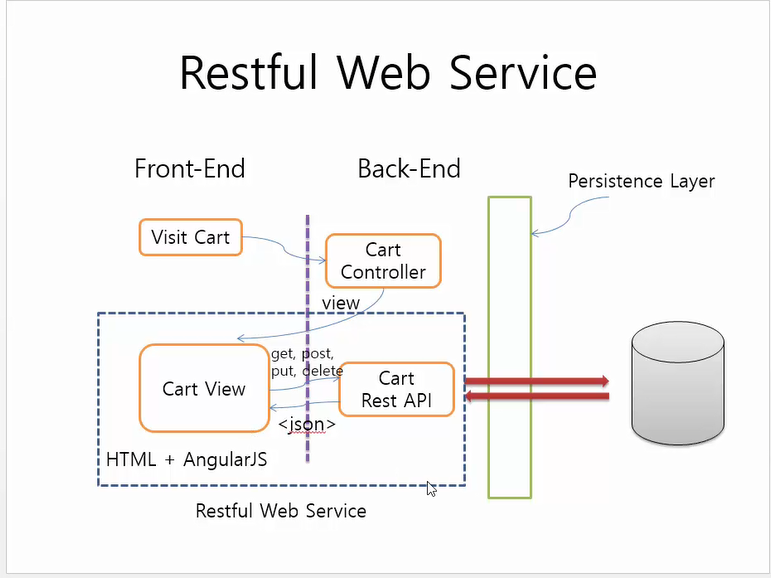 Restful Web Service
Front-End
Back-End
Persistence Layer
Visit Cart
Cart
Controller
view
get, post,
put, delete
Cart View
Cart
Rest API
<json>
HTML + AngularJS
Restful Web Service